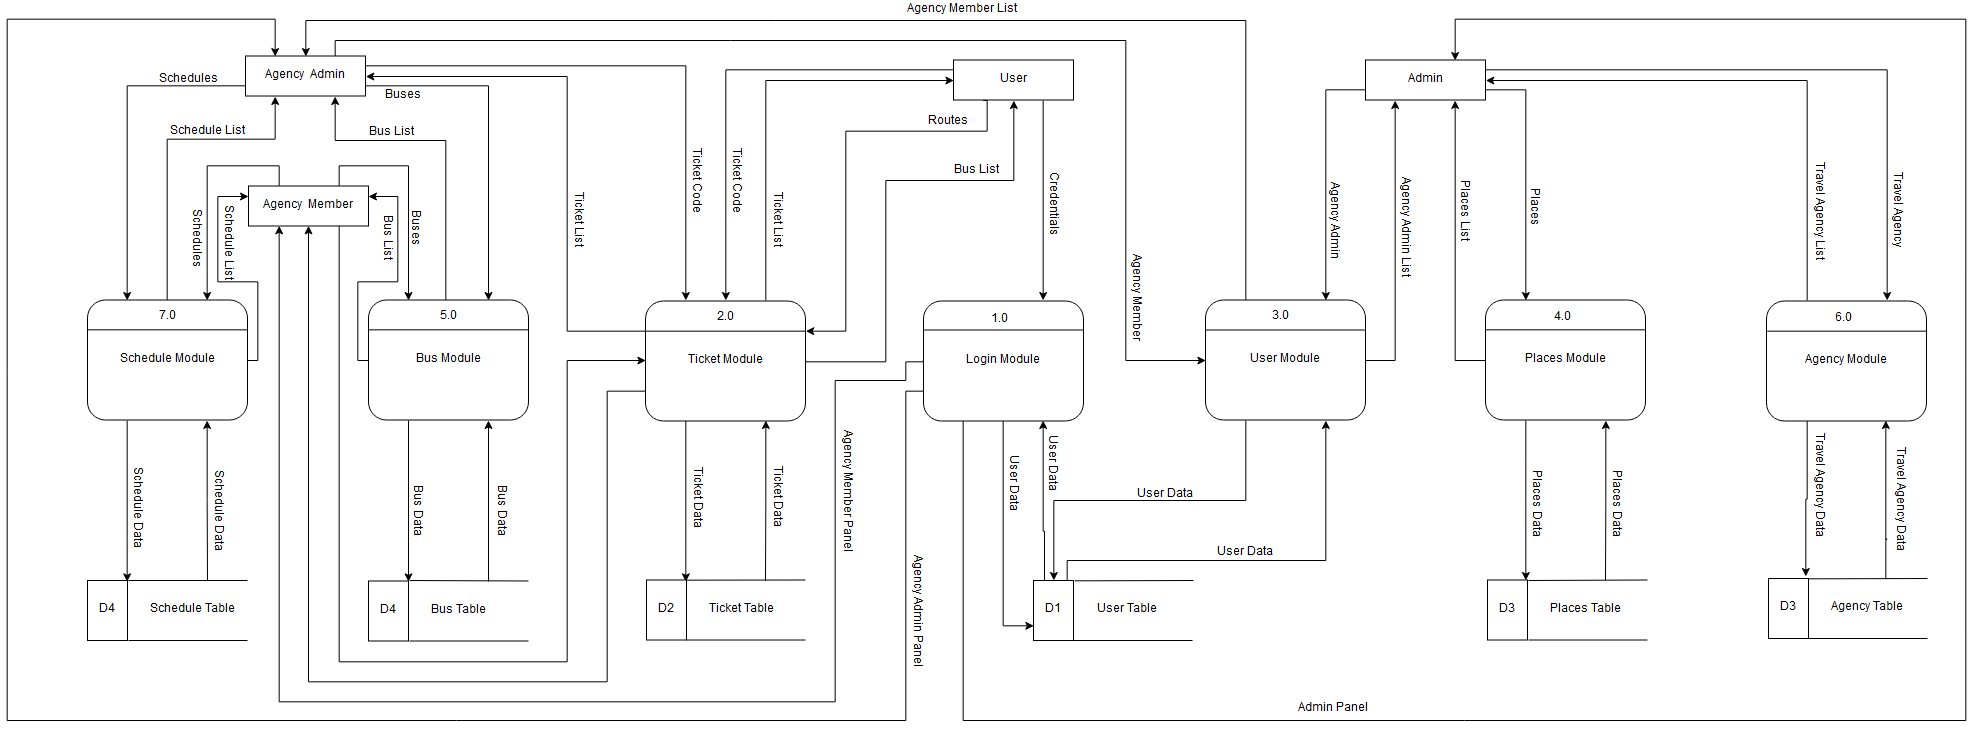 Agency Member List
Agency Admin
User
Admin
Schedules
Buses
Schedule List
Bus List
Routes
Bus List
Agency Member
Schedules
Schedule List
Bus List
Buses
Ticket List
Ticket Code
Ticket Code
Ticket List
Credentials
Agency Member
Agency Admin
Agency Admin List
Places List
Places
Travel Agency List
Travel Agency
7.0
Schedule Module
5.0
Bus Module
2.0
Ticket Module
1.0
Login Module
3.0
User Module
4.0
Places Module
6.0
Agency Module
Schedule Data
Schedule Data
Bus Data
Bus Data
Ticket Data
Ticket Data
Agency Member Panel
Agency Admin Panel
User Data
User Data
User Data
User Data
Places Data
Places Data
Travel Agency Data
Travel Agency Data
D4 Schedule Table
D4 Bus Table
D2 Ticket Table
D1 User Table
D3 Places Table
D3 Agency Table
Admin Panel